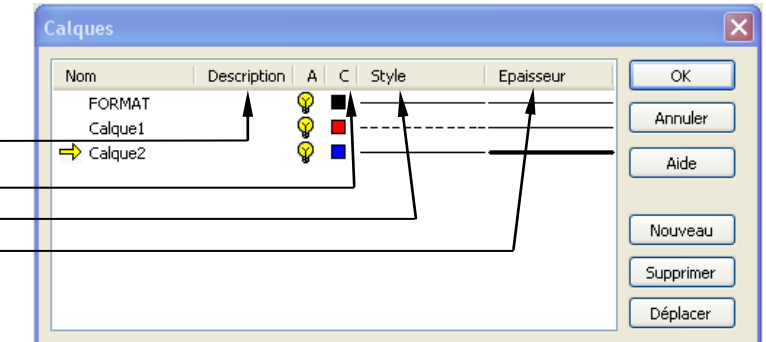 Calques
Nom Description A C Style Epaisseur
FORMAT
Calque1
Calque2
OK
Annuler
Aide
Nouveau
Supprimer
Déplacer